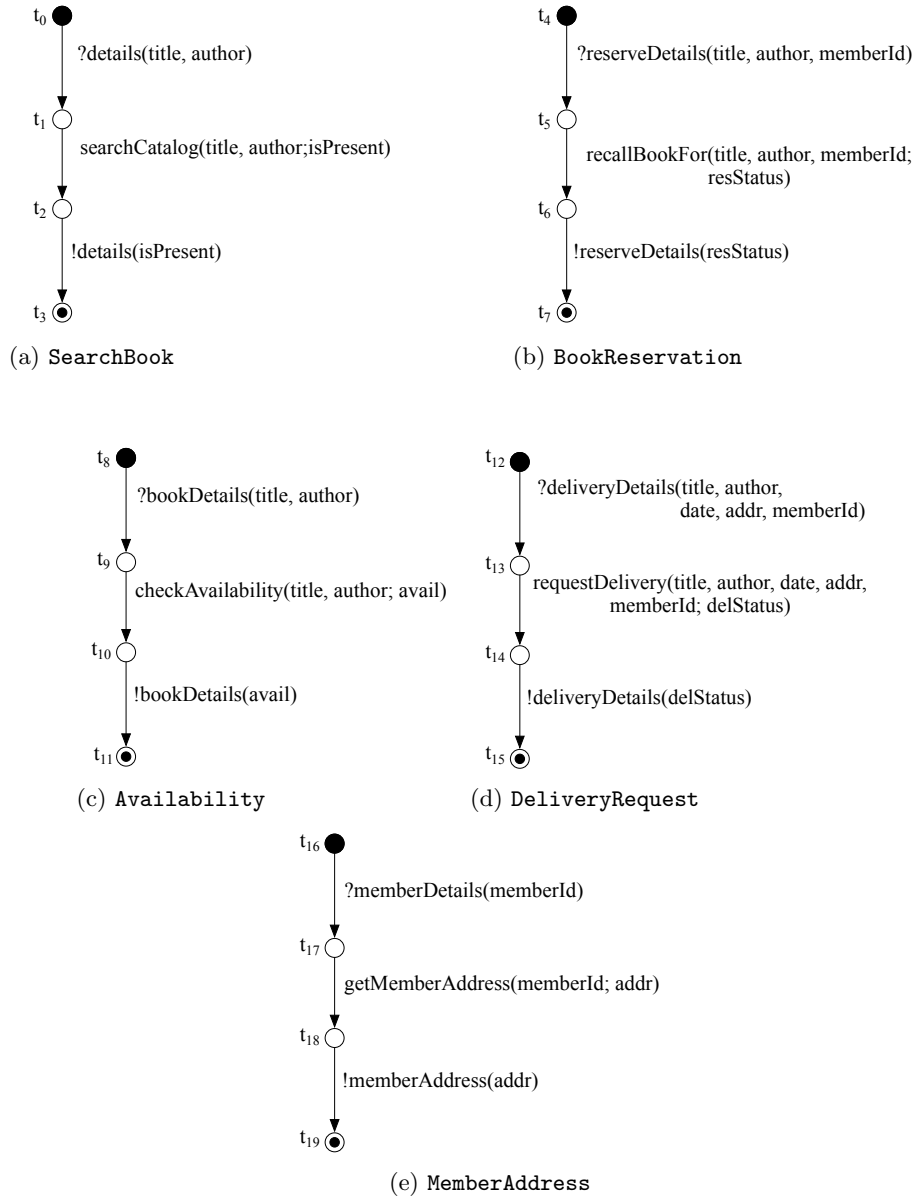 t0
?details(title, author)
t1
searchCatalog(title, author;isPresent)
t2
!details(isPresent)
t3
(a) SearchBook
t4
?reserveDetails(title, author, memberId)
t5
recallBookFor(title, author, memberId;
resStatus)
t6
!reserveDetails(resStatus)
t7
(b) BookReservation
t8
?bookDetails(title, author)
t9
checkAvailability(title, author; avail)
t10
!bookDetails(avail)
t11
(c) Availability
t12
?deliveryDetails(title, author,
date, addr, memberId)
t13
requestDelivery(title, author, date, addr,
memberId; delStatus)
t14
!deliveryDetails(delStatus)
t15
(d) DeliveryRequest
t16
?memberDetails(memberId)
t17
getMemberAddress(memberId; addr)
t18
!memberAddress(addr)
t19
(e) MemberAddress